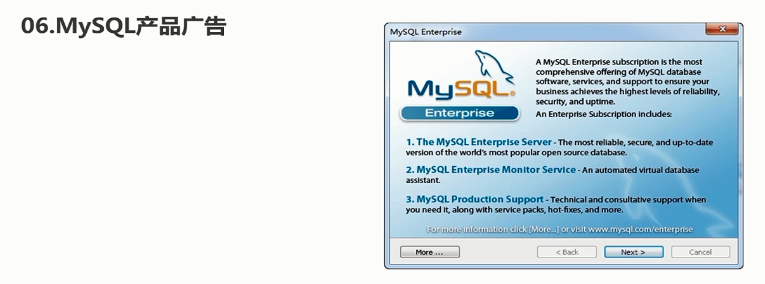 06.MySQL产品广告
MySQL Enterprise
MySQL®
Enterprise
A MySQL Enterprise subscription is the most
comprehensive offering of MySQL database
software, services, and support to ensure your
business achieves the highest levels of reliability,
security, and uptime.
An Enterprise Subscription includes:
1. The MySQL Enterprise Server - The most reliable, secure, and up-to-date
version of the world's most popular open source database.
2. MySQL Enterprise Monitor Service - An automated virtual database
assistant.
3. MySQL Production Support - Technical and consultative support when
you need it, along with service packs, hot-fixes, and more.
For more information click [More...] or visit www.mysql.com/enterprise
More ...
< Back
Next >
Cancel